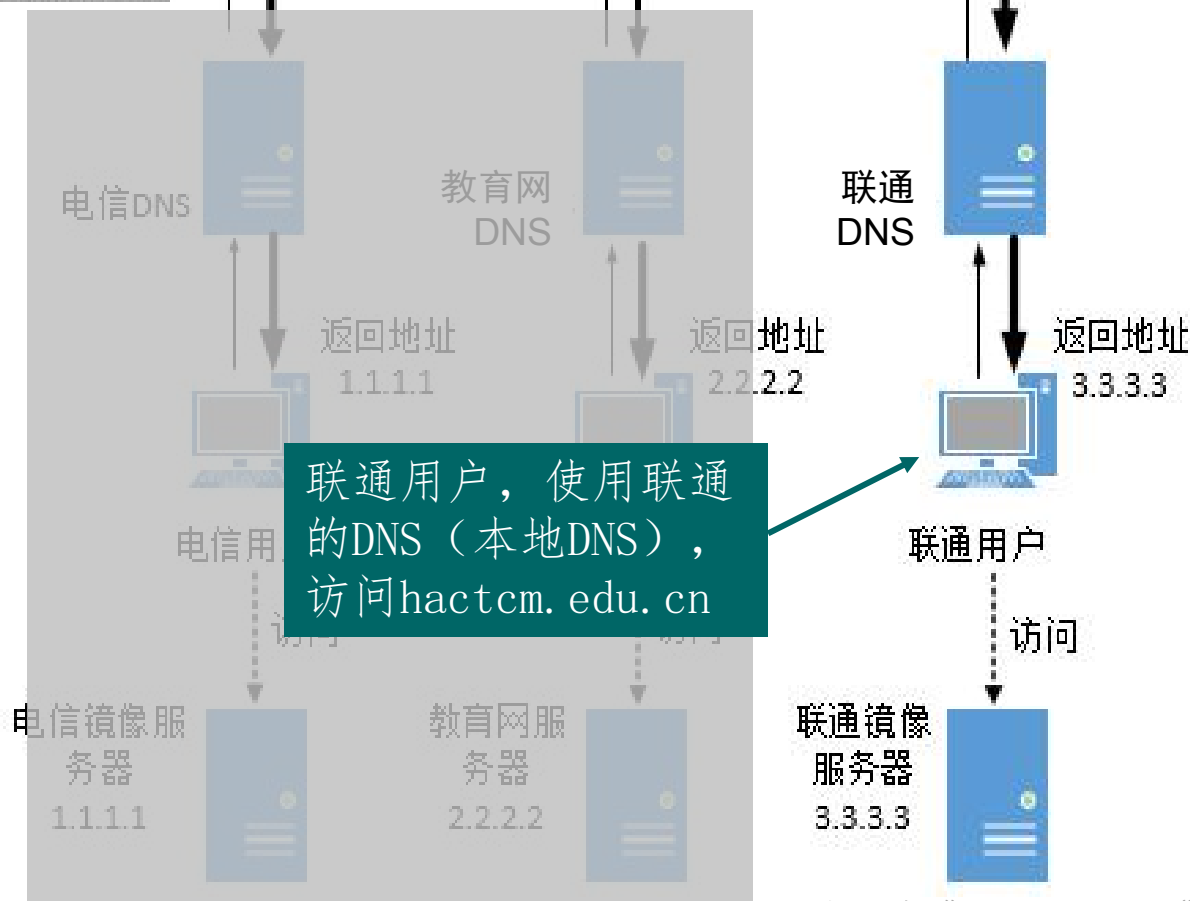 电信DNS
教育网
DNS
联通
DNS
返回地址
1.1.1.1
返回地址
2.2.2.2
返回地址
3.3.3.3
联通用户，使用联通
的DNS（本地DNS），
访问hactcm.edu.cn
电信用
联通用户
访问
访问
访问
电信镜像服
务器
1.1.1.1
教育网服
务器
2.2.2.2
联通镜像
服务器
3.3.3.3